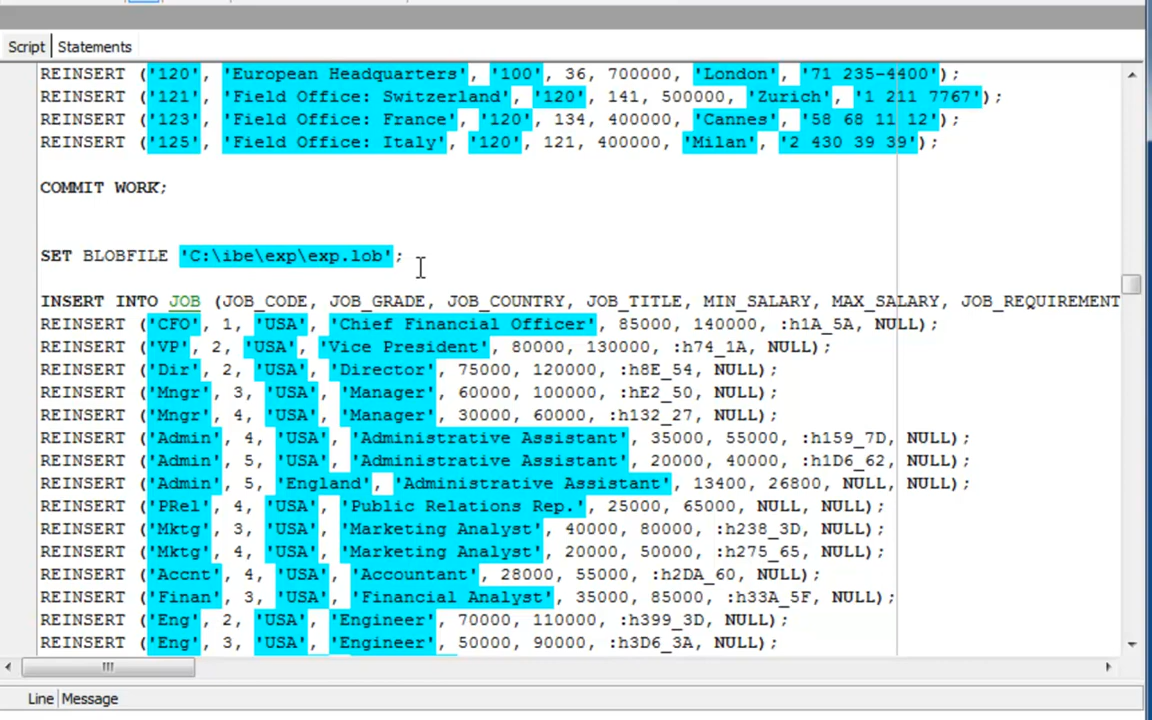 Script Statements
REINSERT ('120', 'European Headquarters', '100', 36, 700000, 'London', '71 235-4400');
REINSERT ('121', 'Field Office: Switzerland', '120', 141, 500000, 'Zurich', '1 211 7767');
REINSERT ('123', 'Field Office: France', '120', 134, 400000, 'Cannes', '58 68 11 12');
REINSERT ('125', 'Field Office: Italy', '120', 121, 400000, 'Milan', '2 430 39 39');
COMMIT WORK;
SET BLOBFILE 'C:\ibe\exp\exp.lob';
INSERT INTO JOB (JOB_CODE, JOB_GRADE, JOB_COUNTRY, JOB_TITLE, MIN_SALARY, MAX_SALARY, JOB_REQUIREMENT
REINSERT ('CFO', 1, 'USA', 'Chief Financial Officer', 85000, 140000, :h1A_5A, NULL);
REINSERT ('VP', 2, 'USA', 'Vice President', 80000, 130000, :h74_1A, NULL);
REINSERT ('Dir', 2, 'USA', 'Director', 75000, 120000, :h8E_54, NULL);
REINSERT ('Mngr', 3, 'USA', 'Manager', 60000, 100000, :hE2_50, NULL);
REINSERT ('Mngr', 4, 'USA', 'Manager', 30000, 60000, :h132_27, NULL);
REINSERT ('Admin', 4, 'USA', 'Administrative Assistant', 35000, 55000, :h159_7D, NULL);
REINSERT ('Admin', 5, 'USA', 'Administrative Assistant', 20000, 40000, :h1D6_62, NULL);
REINSERT ('Admin', 5, 'England', 'Administrative Assistant', 13400, 26800, NULL, NULL);
REINSERT ('PRel', 4, 'USA', 'Public Relations Rep.', 25000, 65000, NULL, NULL);
REINSERT ('Mktg', 3, 'USA', 'Marketing Analyst', 40000, 80000, :h238_3D, NULL);
REINSERT ('Mktg', 4, 'USA', 'Marketing Analyst', 20000, 50000, :h275_65, NULL);
REINSERT ('Accnt', 4, 'USA', 'Accountant', 28000, 55000, :h2DA_60, NULL);
REINSERT ('Finan', 3, 'USA', 'Financial Analyst', 35000, 85000, :h33A_5F, NULL);
REINSERT ('Eng', 2, 'USA', 'Engineer', 70000, 110000, :h399_3D, NULL);
REINSERT ('Eng', 3, 'USA', 'Engineer', 50000, 90000, :h3D6_3A, NULL);
Line Message